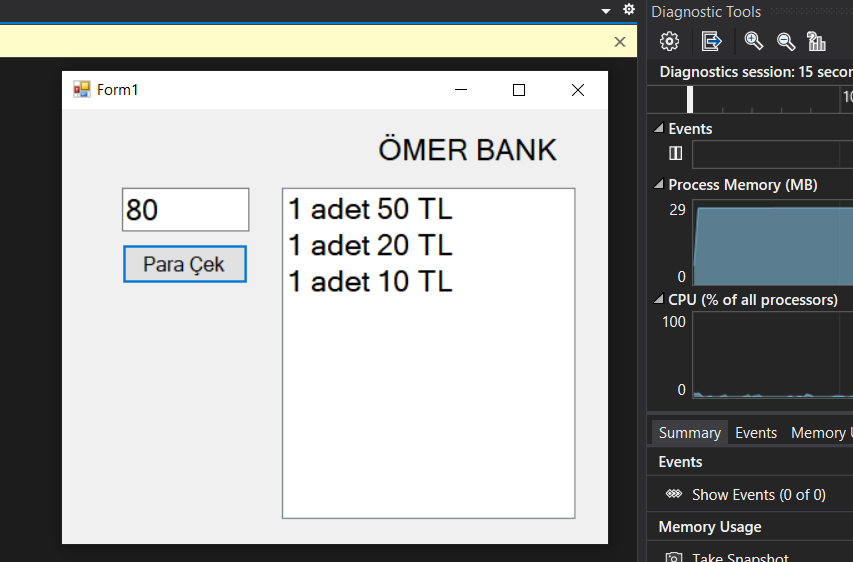 Form1
ÖMER BANK
80
Para Çek
1 adet 50 TL
1 adet 20 TL
1 adet 10 TL
Diagnostic Tools
Diagnostics session: 15 secon
10
Events
Process Memory (MB)
29
0
CPU (% of all processors)
100
0
Summary Events Memory U
Events
Show Events (0 of 0)
Memory Usage
Take Snapshot